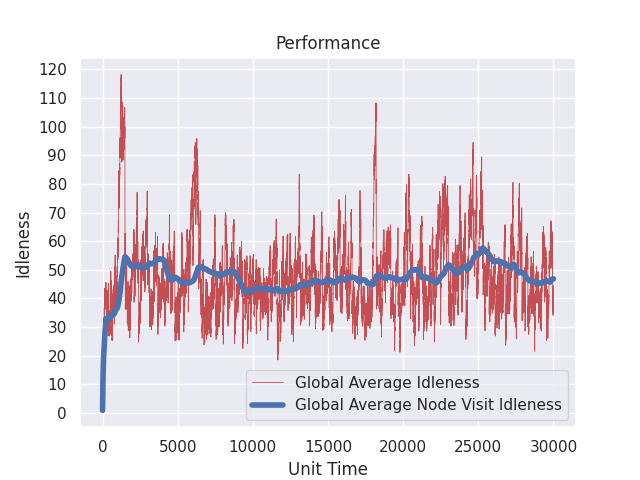 Performance
120
110
100
90
80
70
60
50
40
30
20
10
0
Idleness
Global Average Idleness
Global Average Node Visit Idleness
0 5000 10000 15000 20000 25000 30000
Unit Time